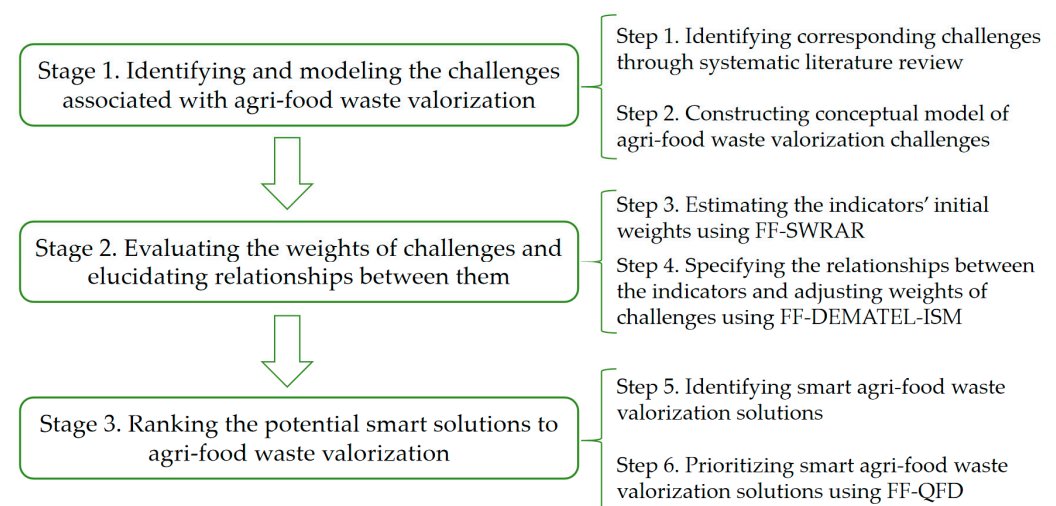 Stage 1. Identifying and modeling the challenges
associated with agri-food waste valorization
Step 1. Identifying corresponding challenges
through systematic literature review
Step 2. Constructing conceptual model of
agri-food waste valorization challenges
Stage 2. Evaluating the weights of challenges and
elucidating relationships between them
Step 3. Estimating the indicators’ initial
weights using FF-SWRAR
Step 4. Specifying the relationships between
the indicators and adjusting weights of
challenges using FF-DEMATEL-ISM
Stage 3. Ranking the potential smart solutions to
agri-food waste valorization
Step 5. Identifying smart agri-food waste
valorization solutions
Step 6. Prioritizing smart agri-food waste
valorization solutions using FF-QFD